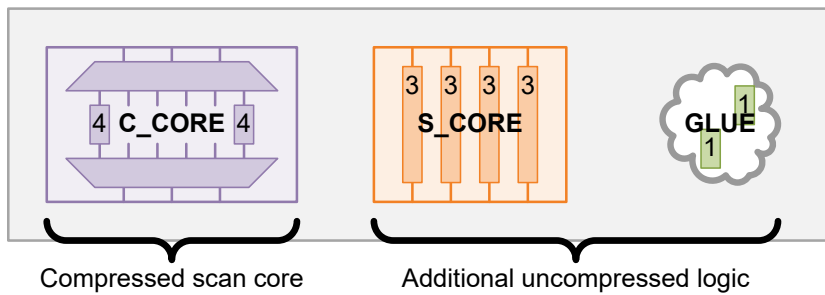 3 3 3 3
4 C_CORE 4
S_CORE
1
GLUE
1
Compressed scan core
Additional uncompressed logic